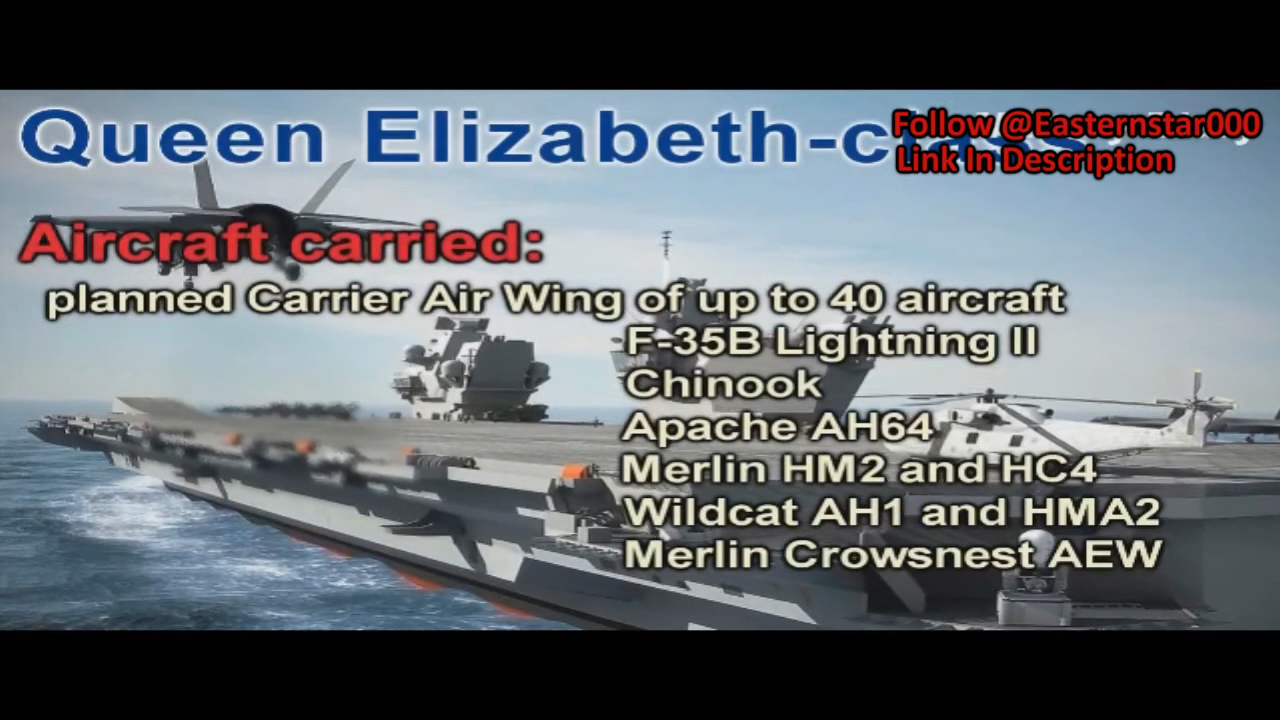 Queen Elizabeth-class
Follow @Easternstar000
Link In Description
Aircraft carried:
planned Carrier Air Wing of up to 40 aircraft
F-35B Lightning II
Chinook
Apache AH64
Merlin HM2 and HC4
Wildcat AH1 and HMA2
Merlin Crowsnest AEW